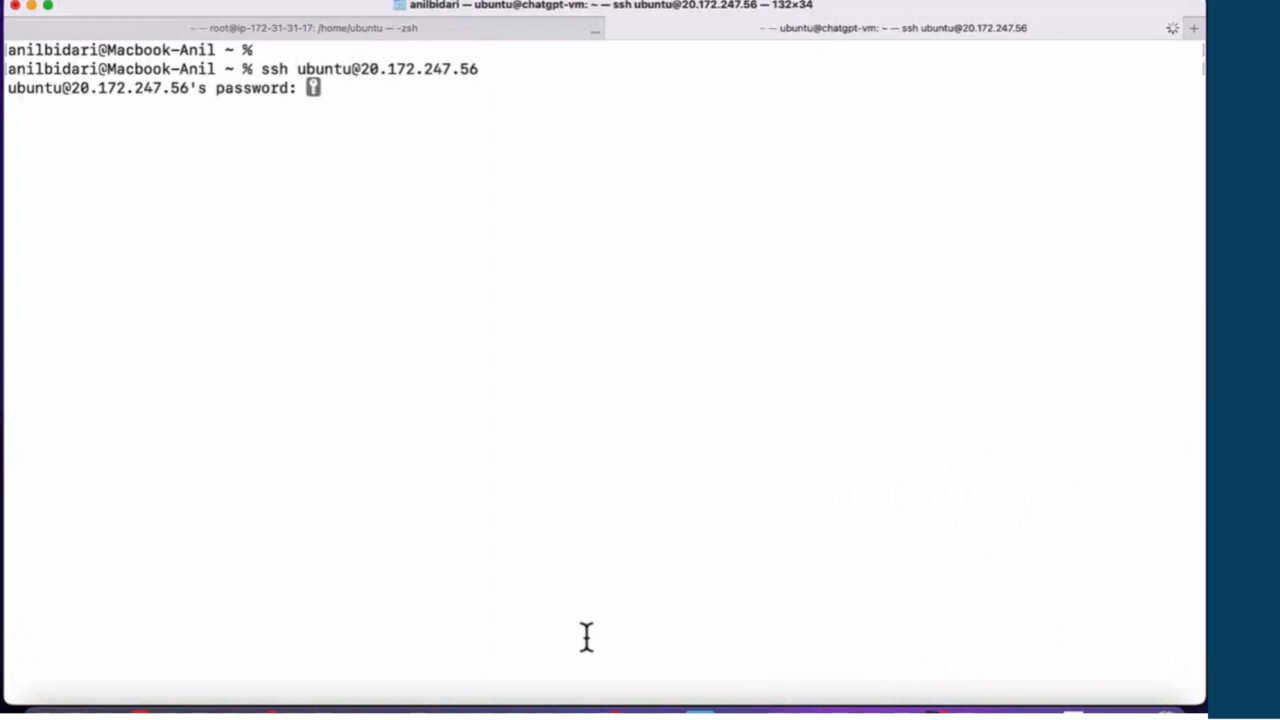 anilbidari — ubuntu@chatgpt-vm: ~ — ssh ubuntu@20.172.247.56 — 132×34
~ — root@ip-172-31-31-17: /home/ubuntu — -zsh ...
~ — ubuntu@chatgpt-vm: ~ — ssh ubuntu@20.172.247.56 +
anilbidari@Macbook-Anil ~ %
anilbidari@Macbook-Anil ~ % ssh ubuntu@20.172.247.56
ubuntu@20.172.247.56's password: